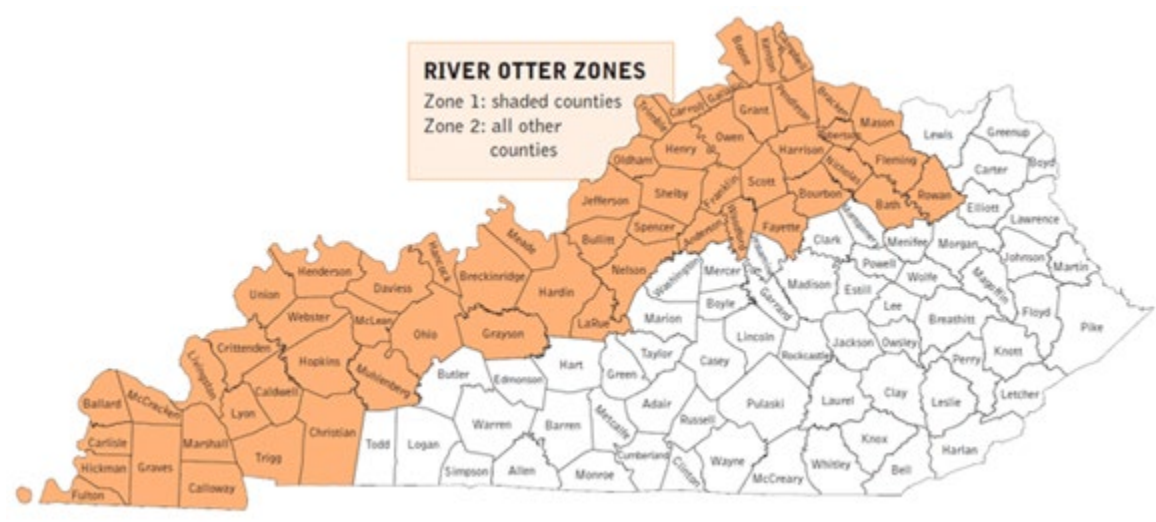 RIVER OTTER ZONES
Zone 1: shaded counties
Zone 2: all other
counties
Boone
Kenton
Campbell
Trimble
Carroll
Gallatin
Grant
Pendleton
Bracken
Mason
Lewis
Greenup
Boyd
Carter
Oldham
Henry
Owen
Harrison
Robertson
Nicholas
Fleming
Rowan
Elliott
Lawrence
Jefferson
Shelby
Franklin
Scott
Bourbon
Bath
Bullitt
Spencer
Anderson
Woodford
Fayette
Clark
Montgomery
Menifee
Morgan
Johnson
Martin
Meade
Hancock
Breckinridge
Hardin
Nelson
Washington
Mercer
Garrard
Madison
Estill
Powell
Wolfe
Magoffin
Floyd
Pike
Henderson
Union
Daviess
Webster
McLean
Ohio
Grayson
LaRue
Marion
Boyle
Lincoln
Rockcastle
Jackson
Lee
Owsley
Breathitt
Perry
Knott
Letcher
Crittenden
Livingston
Hopkins
Muhlenberg
Butler
Edmonson
Hart
Green
Taylor
Casey
Pulaski
Laurel
Clay
Leslie
Harlan
Ballard
McCracken
Lyon
Caldwell
Christian
Todd
Logan
Warren
Barren
Metcalfe
Adair
Russell
Carlisle
Graves
Marshall
Trigg
Hickman
Fulton
Calloway
Simpson
Allen
Monroe
Cumberland
Clinton
Wayne
McCreary
Whitley
Knox
Bell